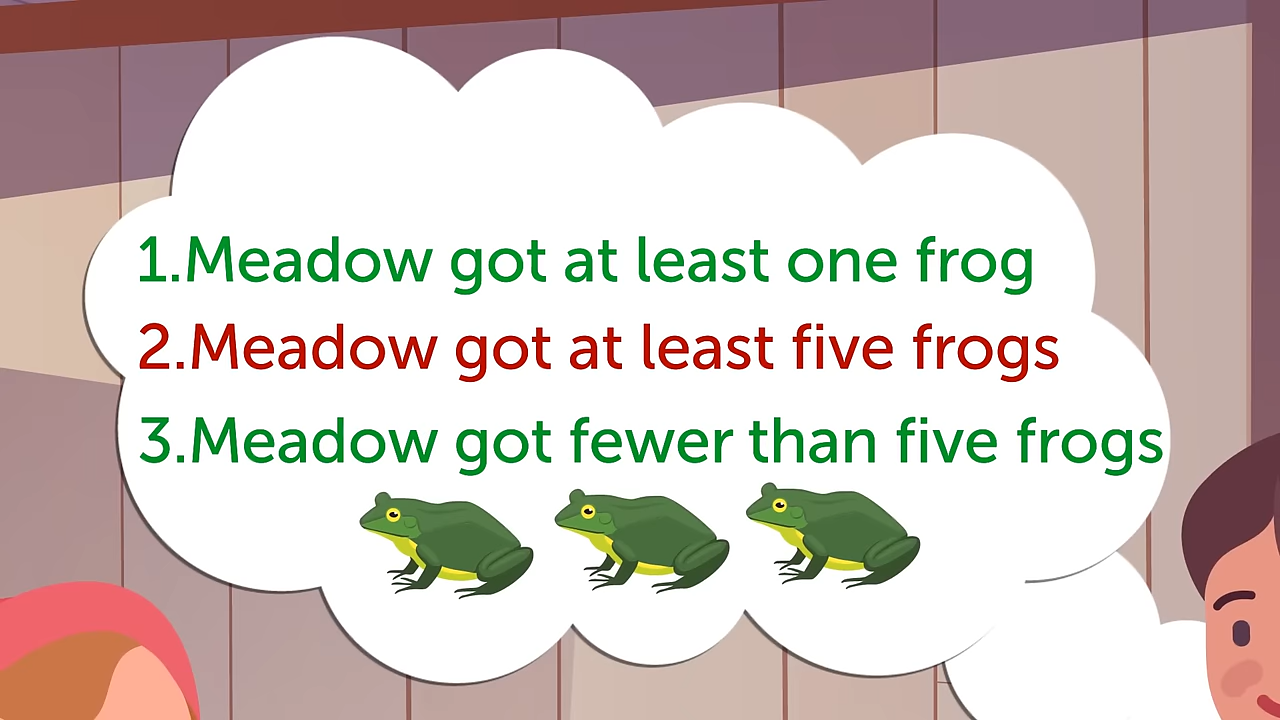 1.Meadow got at least one frog
2.Meadow got at least five frogs
3.Meadow got fewer than five frogs